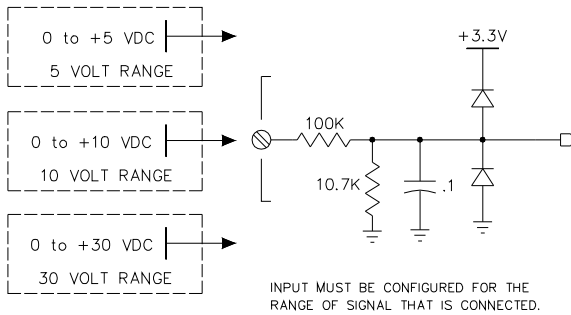 0 to +5 VDC
5 VOLT RANGE
0 to +10 VDC
10 VOLT RANGE
0 to +30 VDC
30 VOLT RANGE
+3.3V
100K
10.7K
.1
INPUT MUST BE CONFIGURED FOR THE
RANGE OF SIGNAL THAT IS CONNECTED.